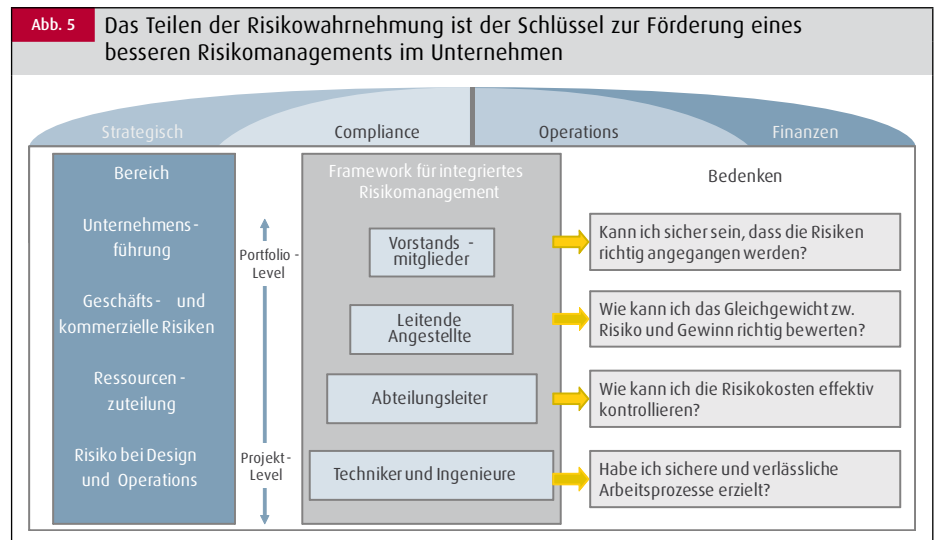 Abb. 5
Das Teilen der Risikowahrnehmung ist der Schlüssel zur Förderung eines
besseren Risikomanagements im Unternehmen
Strategisch
Compliance
Operations
Finanzen
Bereich
Framework für integriertes
Risikomanagement
Bedenken
Unternehmens-
führung
Portfolio -
Level
Vorstands -
mitglieder
Kann ich sicher sein, dass die Risiken
richtig angegangen werden?
Geschäfts- und
kommerzielle Risiken
Leitende
Angestellte
Wie kann ich das Gleichgewicht zw.
Risiko und Gewinn richtig bewerten?
Ressourcen -
zuteilung
Abteilungsleiter
Wie kann ich die Risikokosten effektiv
kontrollieren?
Risiko bei Design
und Operations
Projekt-
Level
Techniker und Ingenieure
Habe ich sichere und verlässliche
Arbeitsprozesse erzielt?